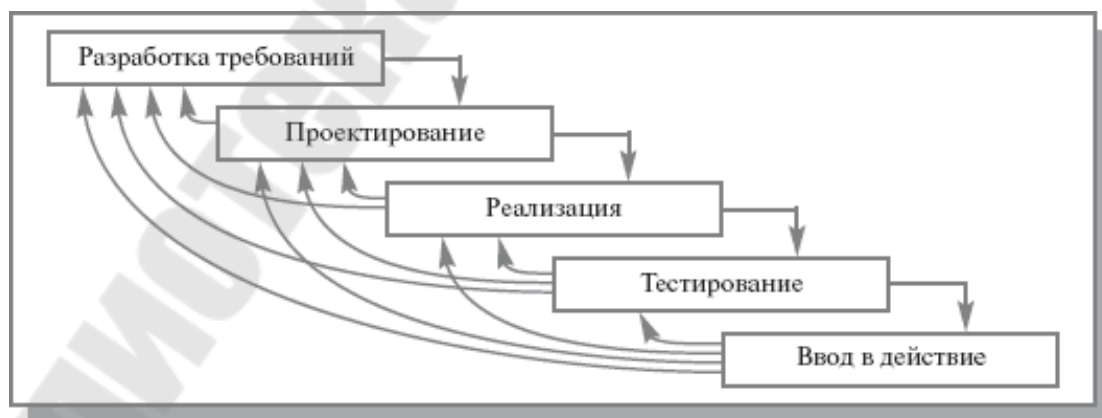 Разработка требований
Проектирование
Реализация
Тестирование
Ввод в действие